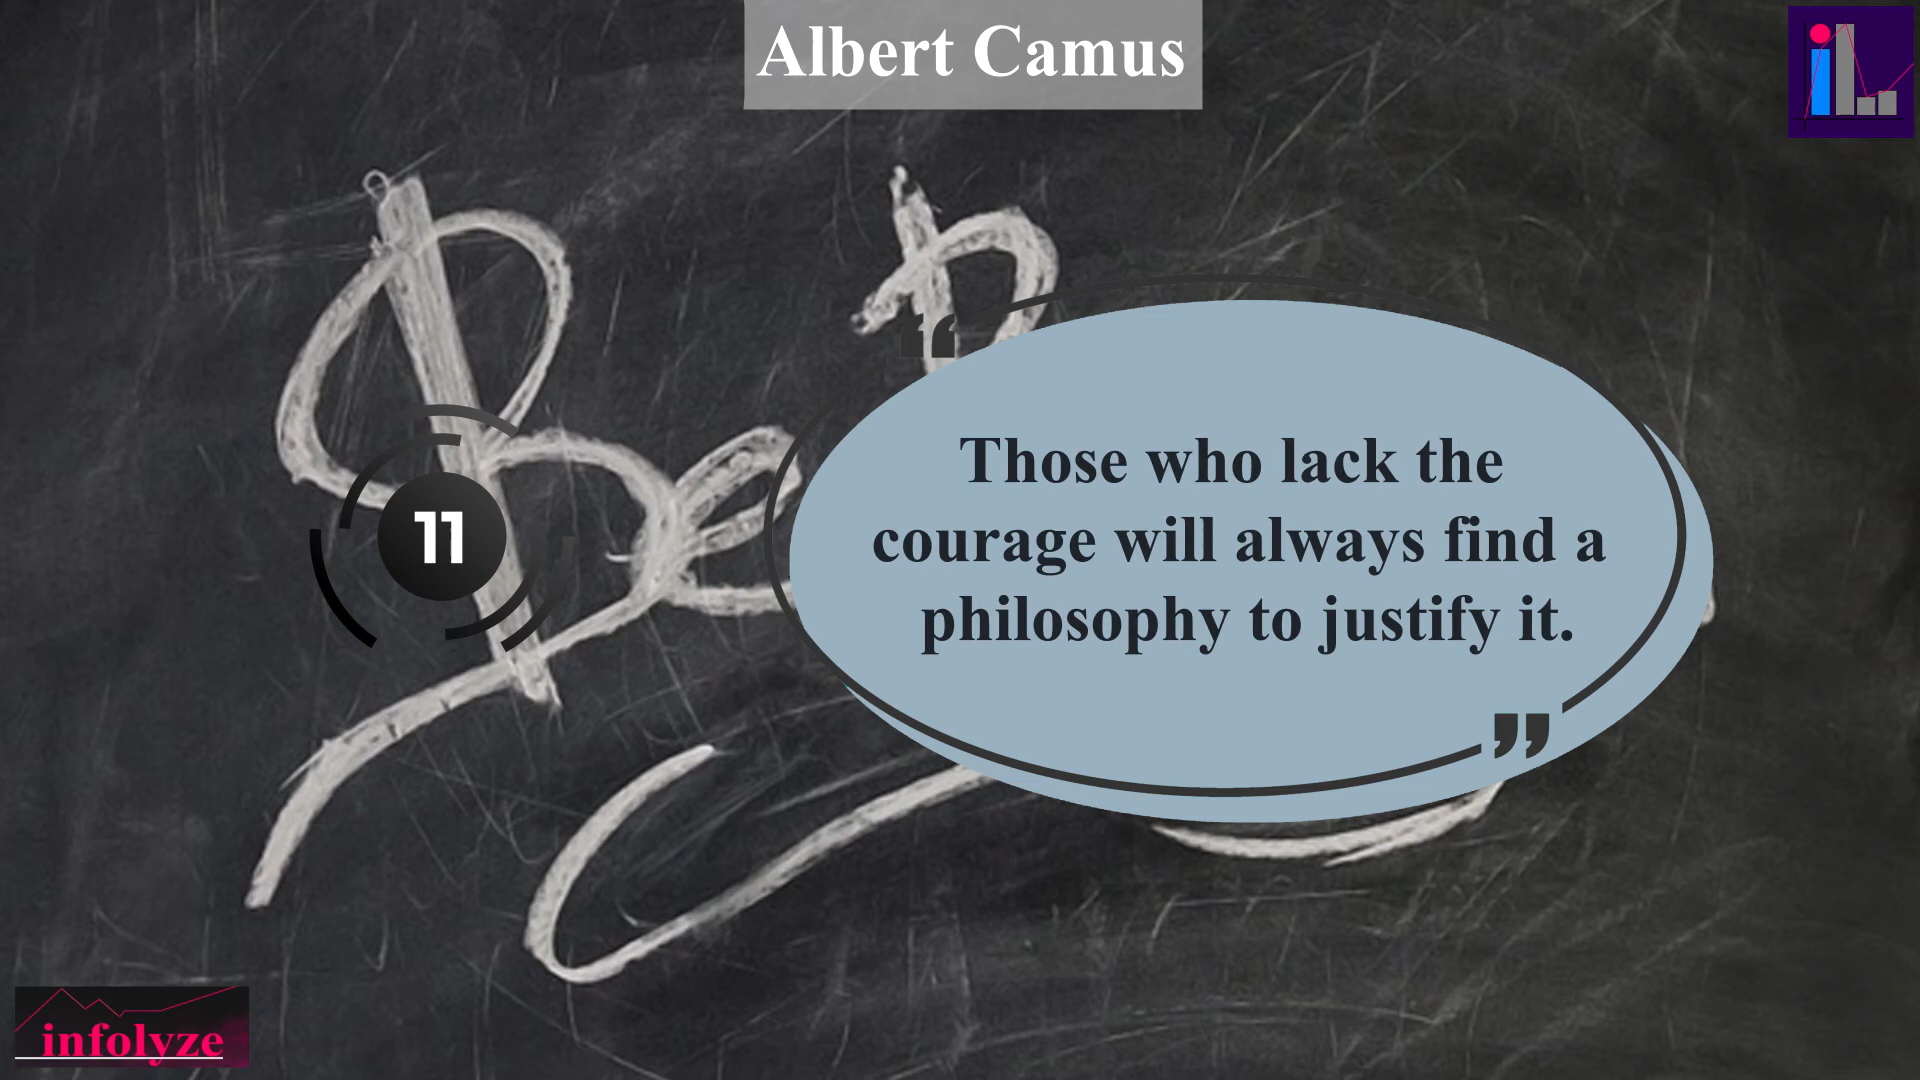 Albert Camus
Those who lack the
courage will always find a
philosophy to justify it.
11
infolyze